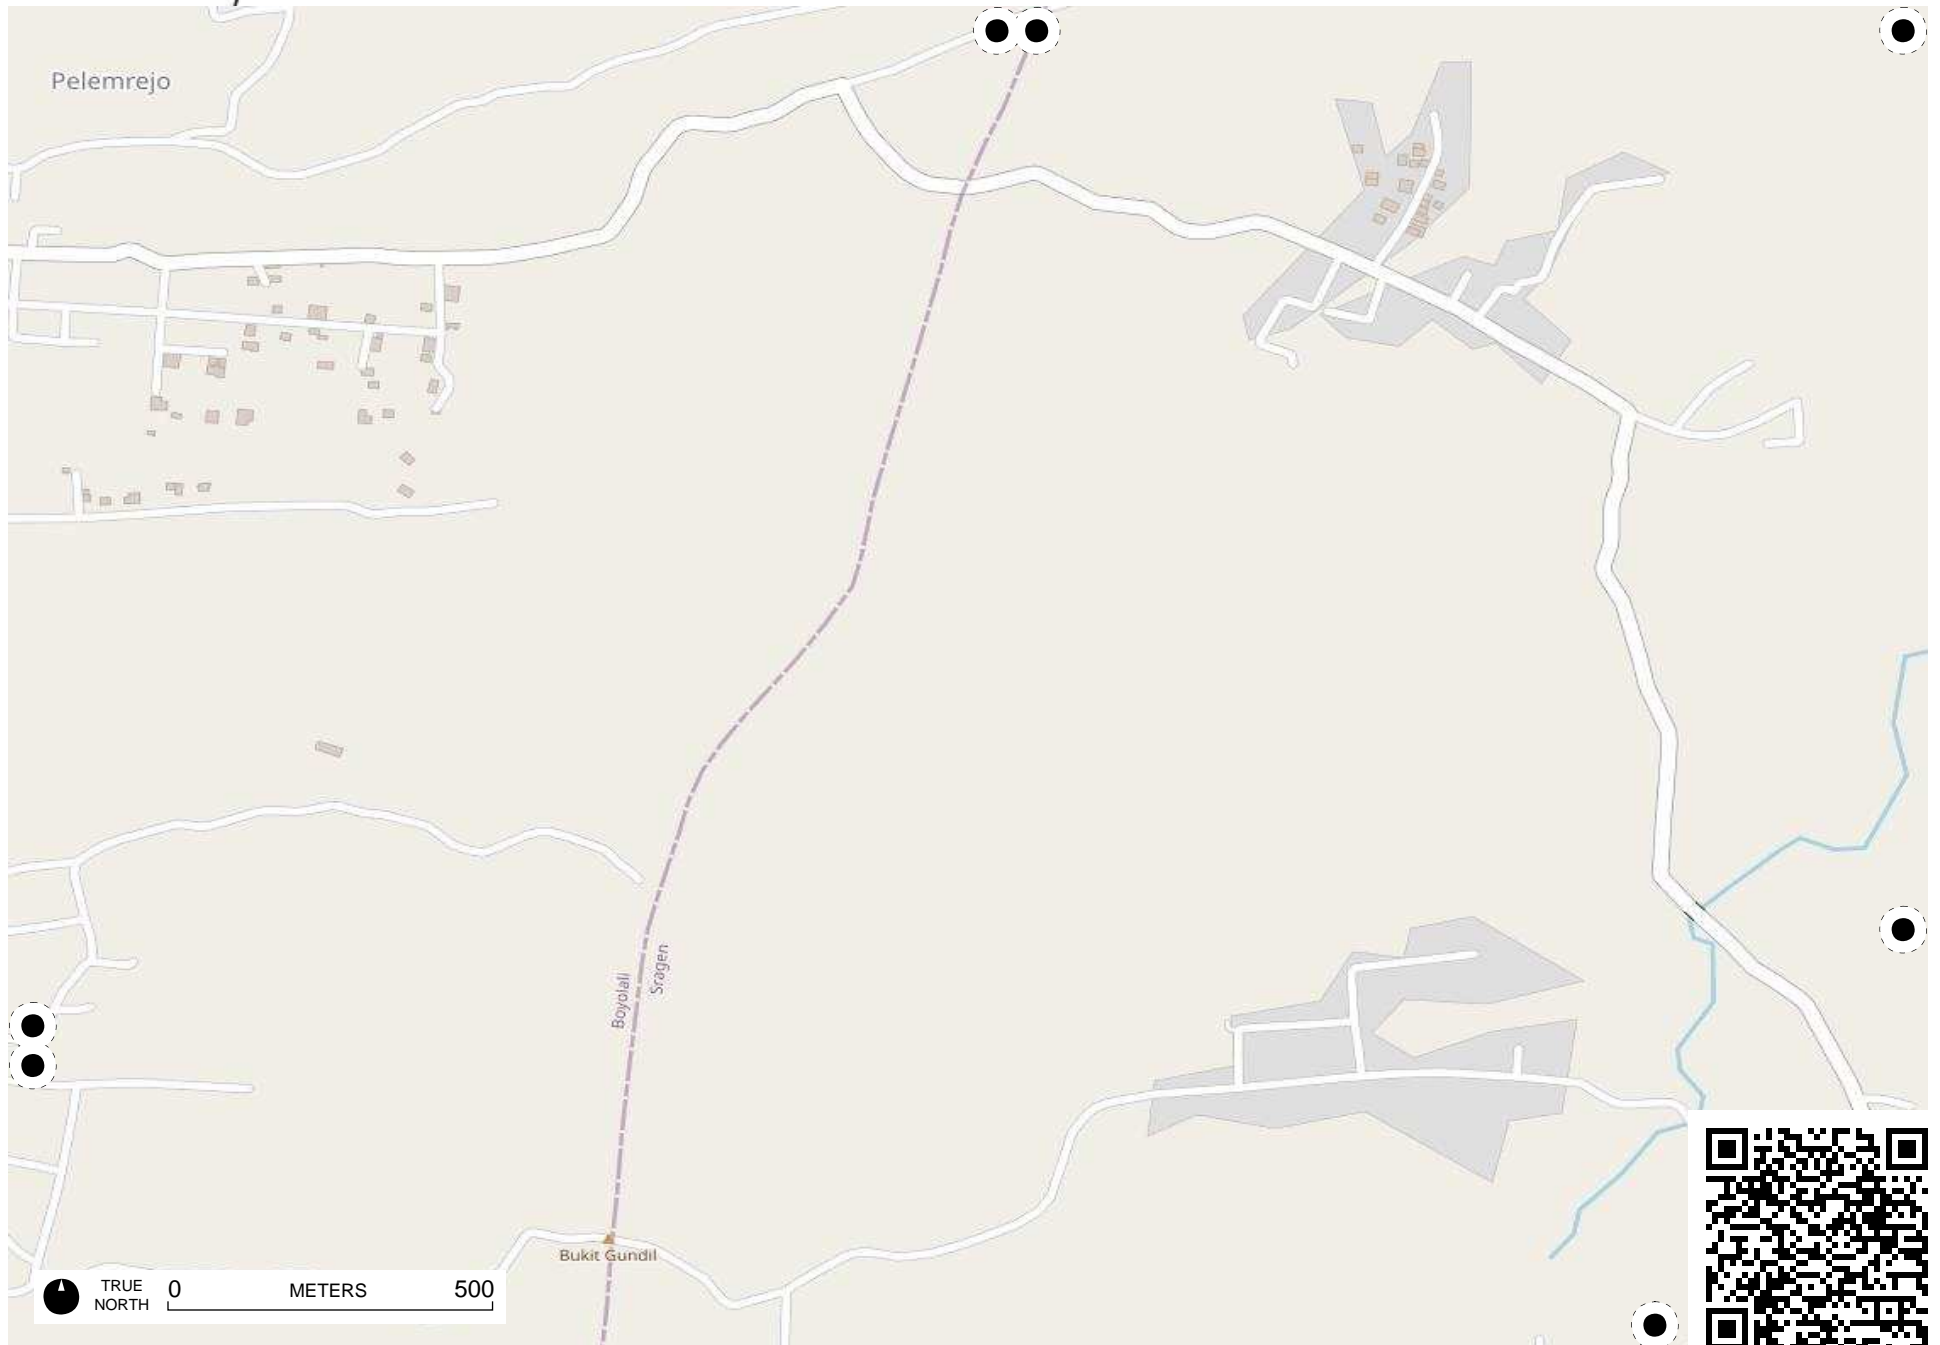 Pelemrejo
Boyolali
Sragen
Bukit Gundil
TRUE
NORTH
0 METERS 500